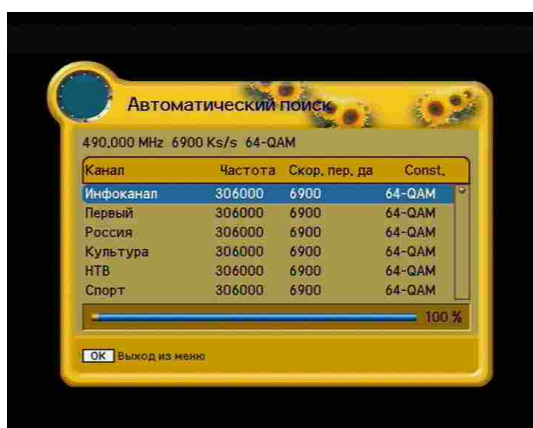 Автоматический поиск
490,000 MHz 6900 Ks/s 64-QAM
Канал Частота Скор. пер. да Const.
Инфоканал 306000 6900 64-QAM
Первый 306000 6900 64-QAM
Россия 306000 6900 64-QAM
Культура 306000 6900 64-QAM
НТВ 306000 6900 64-QAM
Спорт 306000 6900 64-QAM
100 %
OK Выход из меню